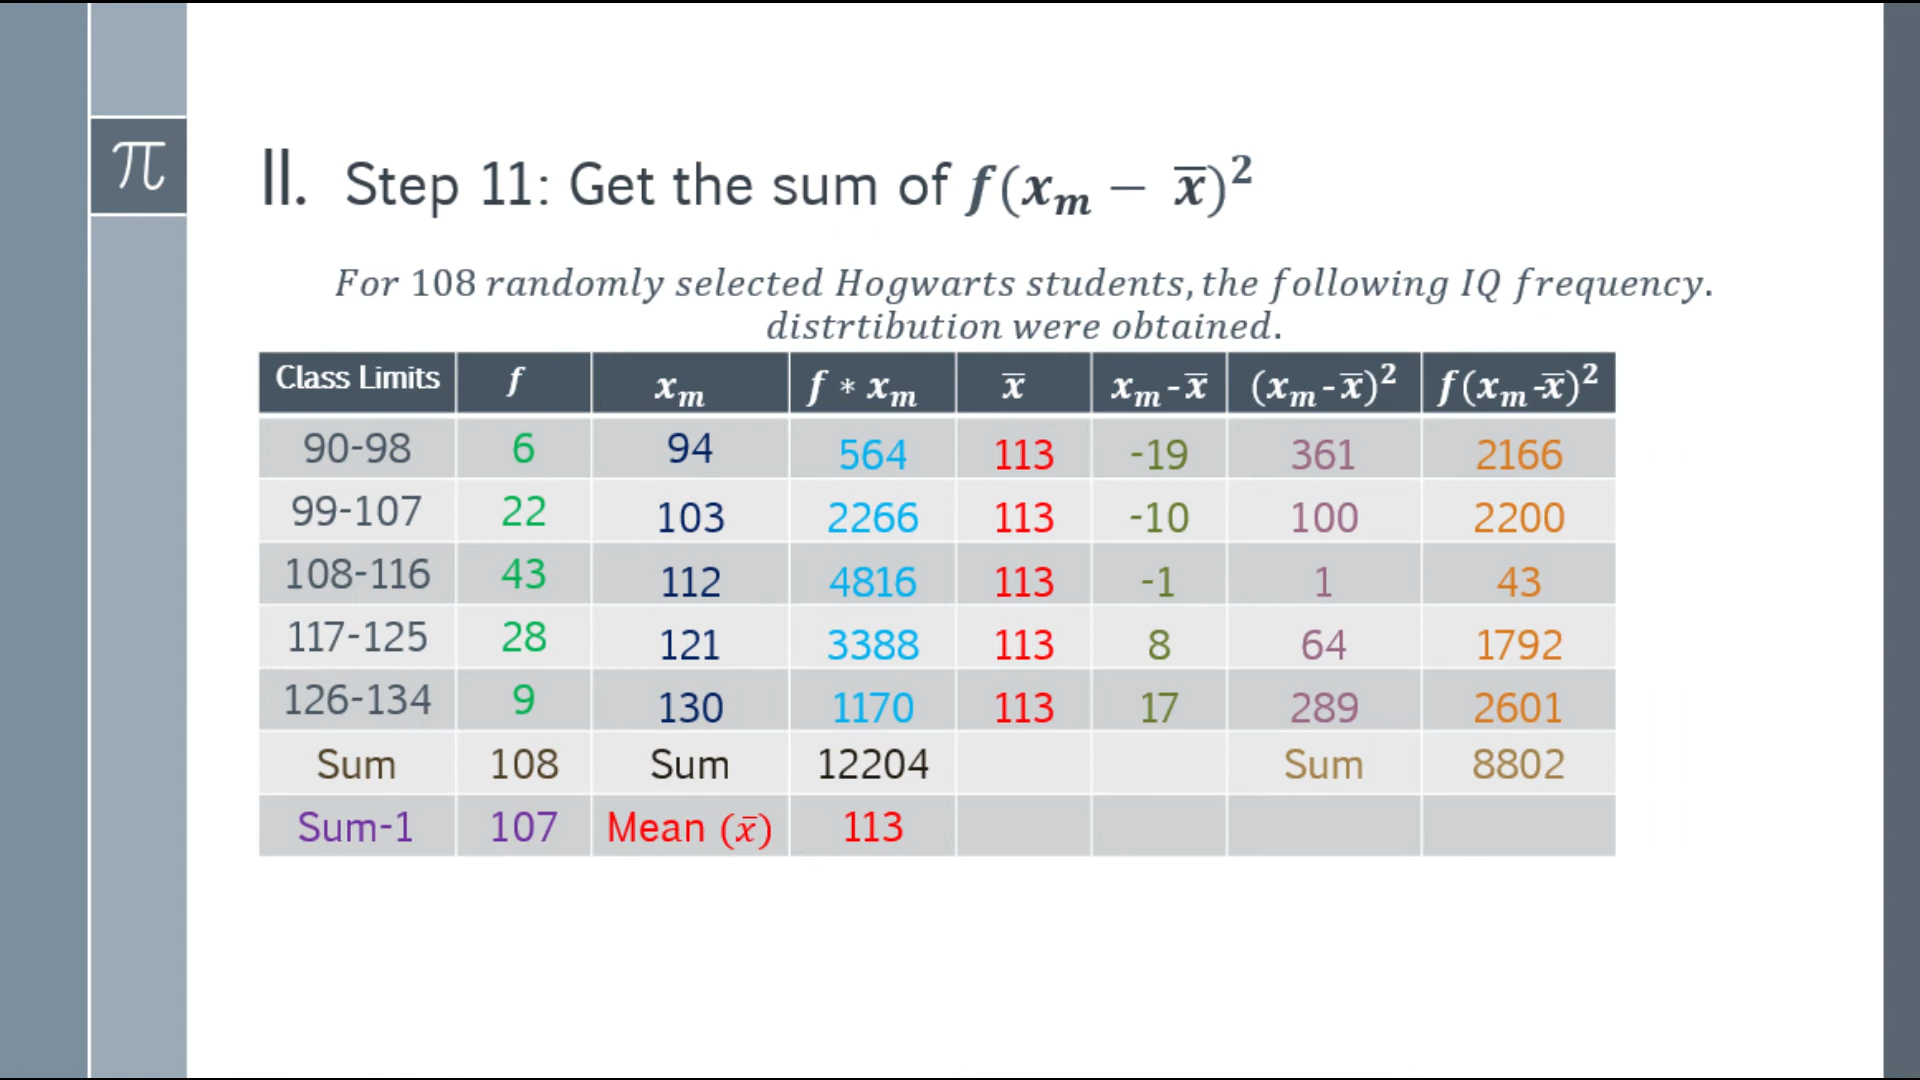 π
II. Step 11: Get the sum of f(xₘ − x̅)²
For 108 randomly selected Hogwarts students, the following IQ frequency.
distrtibution were obtained.
Class Limits f xₘ f * xₘ x̅ xₘ-x̅ (xₘ-x̅)² f(xₘ-x̅)²
90-98 6 94 564 113 -19 361 2166
99-107 22 103 2266 113 -10 100 2200
108-116 43 112 4816 113 -1 1 43
117-125 28 121 3388 113 8 64 1792
126-134 9 130 1170 113 17 289 2601
Sum 108 Sum 12204 Sum 8802
Sum-1 107 Mean (x̅) 113